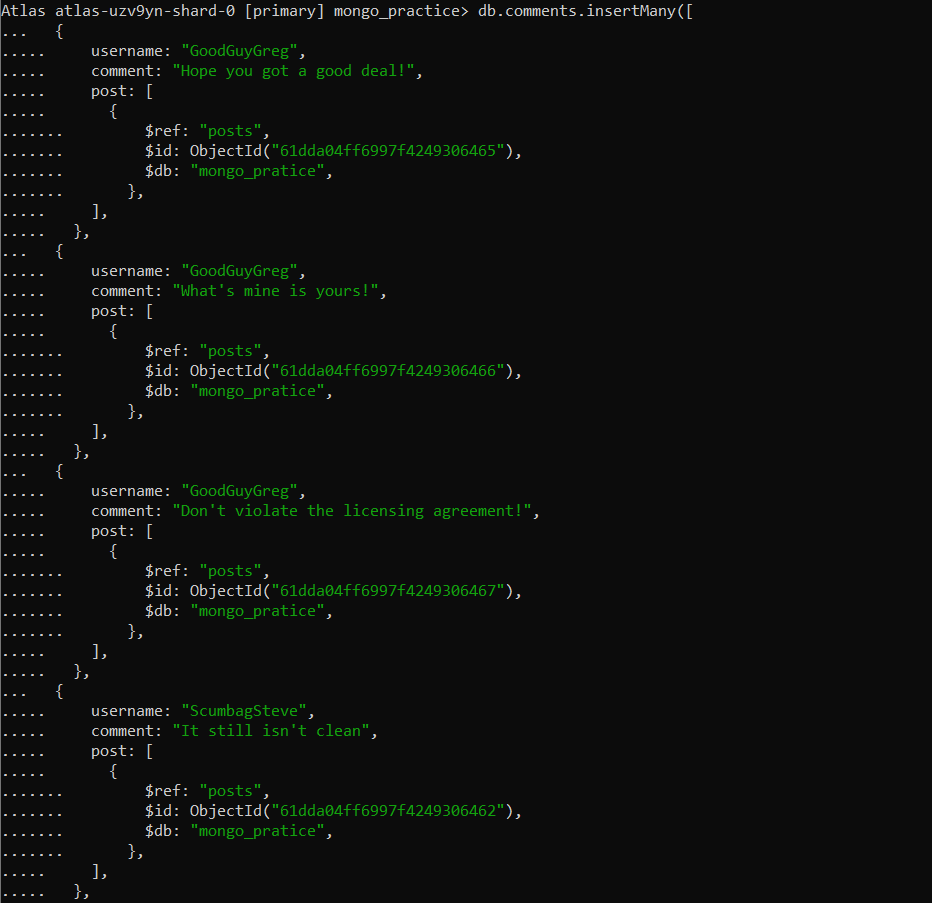 Atlas atlas-uzv9yn-shard-0 [primary] mongo_practice> db.comments.insertMany([
...   {
.....     username: "GoodGuyGreg",
.....     comment: "Hope you got a good deal!",
.....     post: [
.....       {
.......         $ref: "posts",
.......         $id: ObjectId("61dda04ff6997f4249306465"),
.......         $db: "mongo_pratice",
.......       },
.....     ],
.....   },
...   {
.....     username: "GoodGuyGreg",
.....     comment: "What's mine is yours!",
.....     post: [
.....       {
.......         $ref: "posts",
.......         $id: ObjectId("61dda04ff6997f4249306466"),
.......         $db: "mongo_pratice",
.......       },
.....     ],
.....   },
...   {
.....     username: "GoodGuyGreg",
.....     comment: "Don't violate the licensing agreement!",
.....     post: [
.....       {
.......         $ref: "posts",
.......         $id: ObjectId("61dda04ff6997f4249306467"),
.......         $db: "mongo_pratice",
.......       },
.....     ],
.....   },
...   {
.....     username: "ScumbagSteve",
.....     comment: "It still isn't clean",
.....     post: [
.....       {
.......         $ref: "posts",
.......         $id: ObjectId("61dda04ff6997f4249306462"),
.......         $db: "mongo_pratice",
.......       },
.....     ],
.....   },